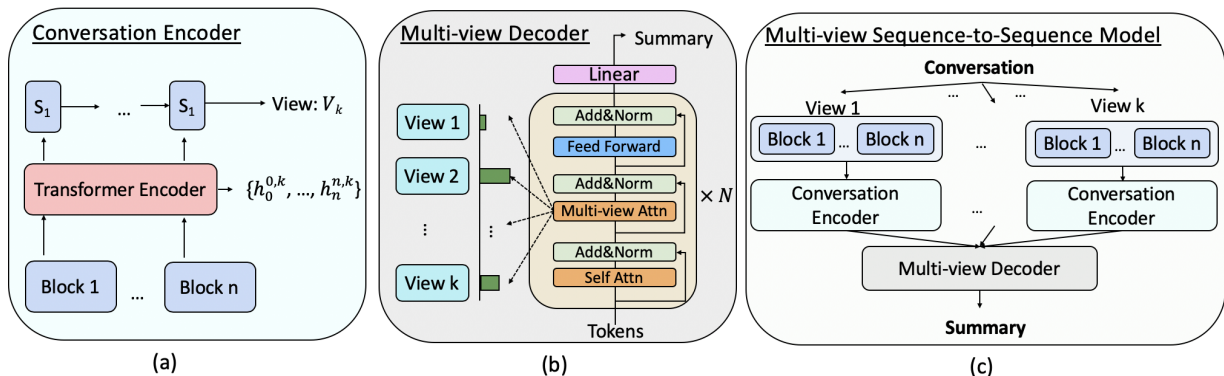 Conversation Encoder
S₁
...
S₁
View: Vₖ
Transformer Encoder
{h₀^{0,k}, ..., hₙ^{n,k}}
Block 1
...
Block n
(a)
Multi-view Decoder
Summary
Linear
Add&Norm
Feed Forward
Add&Norm
Multi-view Attn
Add&Norm
Self Attn
× N
Tokens
View 1
View 2
⋮
⋮
View k
(b)
Multi-view Sequence-to-Sequence Model
Conversation
... ...
View 1
View k
Block 1 ... Block n
...
Block 1 ... Block n
Conversation
Encoder
...
Conversation
Encoder
Multi-view Decoder
Summary
(c)